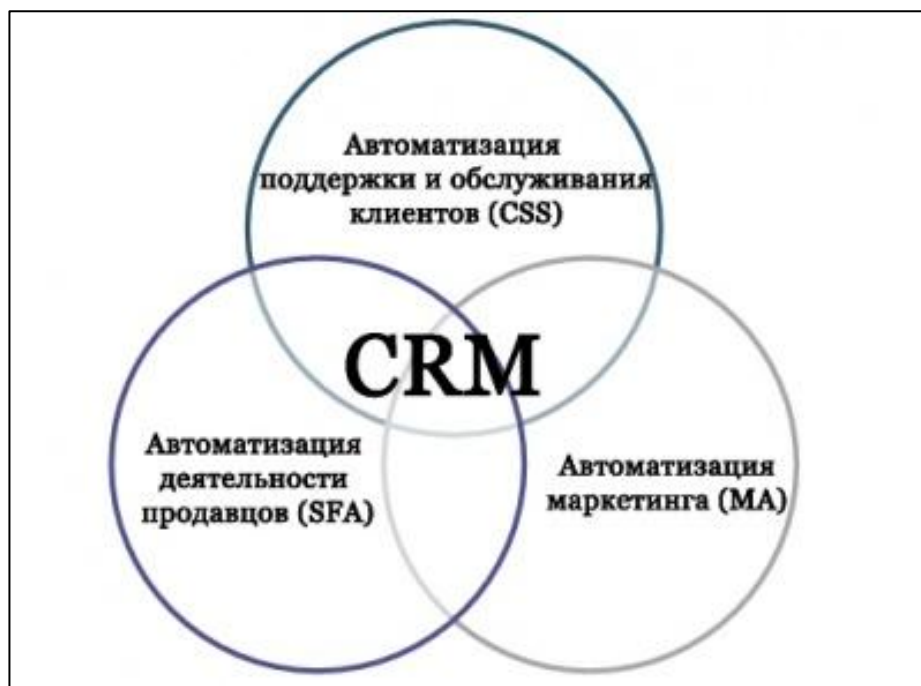 Автоматизация
поддержки и обслуживания
клиентов (CSS)
CRM
Автоматизация
деятельности
продавцов (SFA)
Автоматизация
маркетинга (MA)